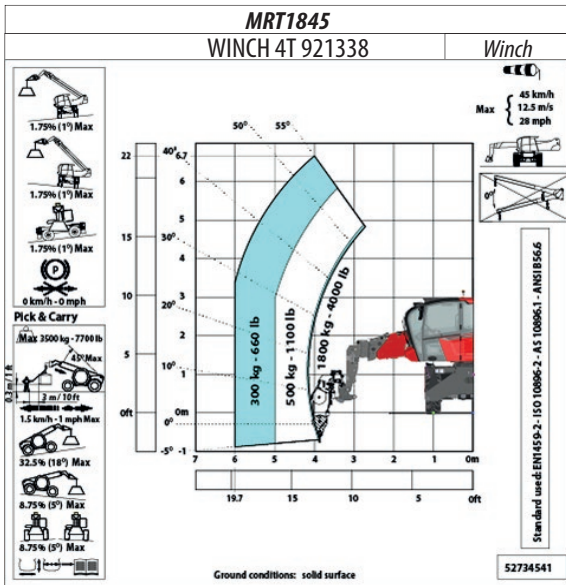 MRT1845
WINCH 4T 921338
Winch
1.75% (1°) Max
1.75% (1°) Max
1.75% (1°) Max
P
0 km/h - 0 mph
Pick & Carry
Max 3500 kg - 7700 lb
45° Max
0.3 m / 1 ft
3 m / 10 ft
1.5 km/h - 1 mph Max
32.5% (18°) Max
8.75% (5°) Max
8.75% (5°) Max
45 km/h
Max 12.5 m/s
28 mph
50° 55°
40° 6.7
22
6
5
15
30° 4
10 3
20°
2
5
10° 1
0ft 0m
0°
-5° -1
300 kg - 660 lb
500 kg - 1100 lb
1800 kg - 4000 lb
7 6 5 4 3 2 1 0m
19.7 15 10 5 0ft
Ground conditions: solid surface
Standard used: EN1459-2 - ISO 10896-2 - AS 10896.1 - ANSI B56.6
52734541